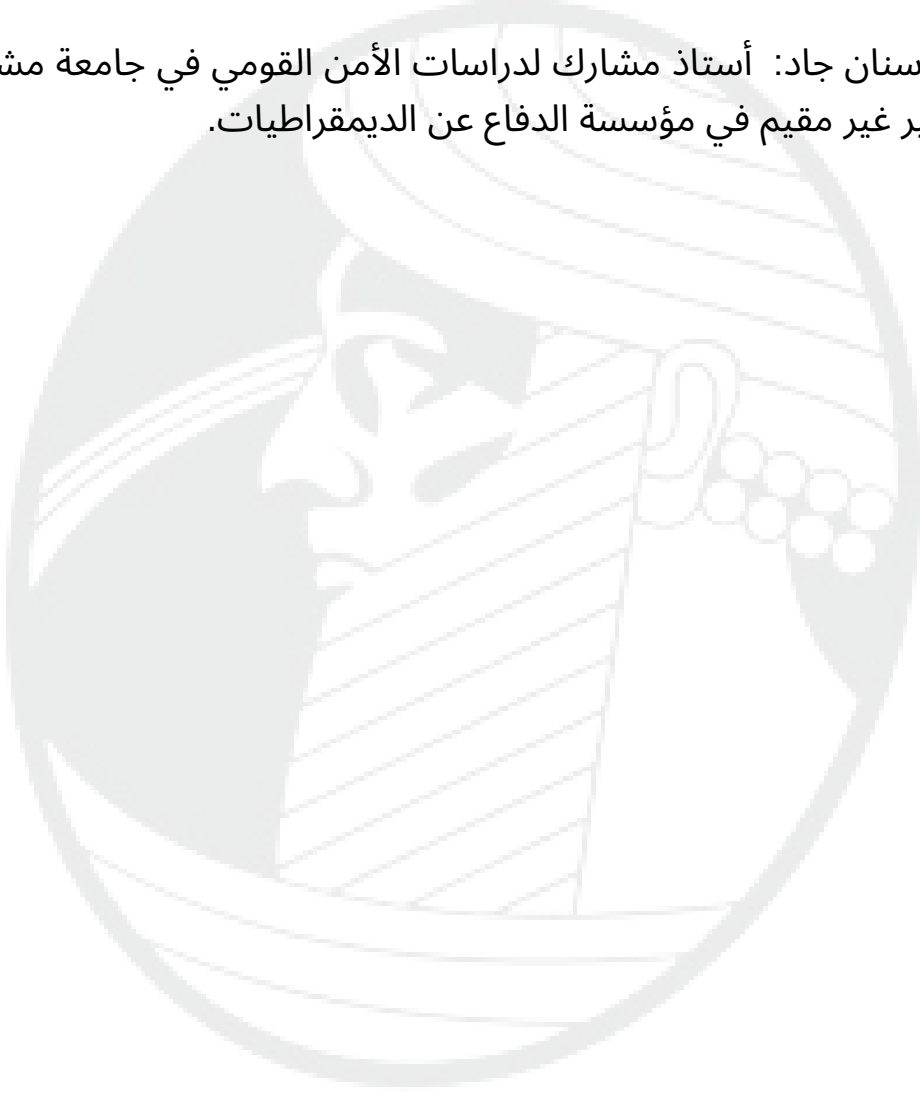 سنان جاد: أستاذ مشارك لدراسات الأمن القومي في جامعة
غير مقيم في مؤسسة الدفاع عن الديمقراطيات.